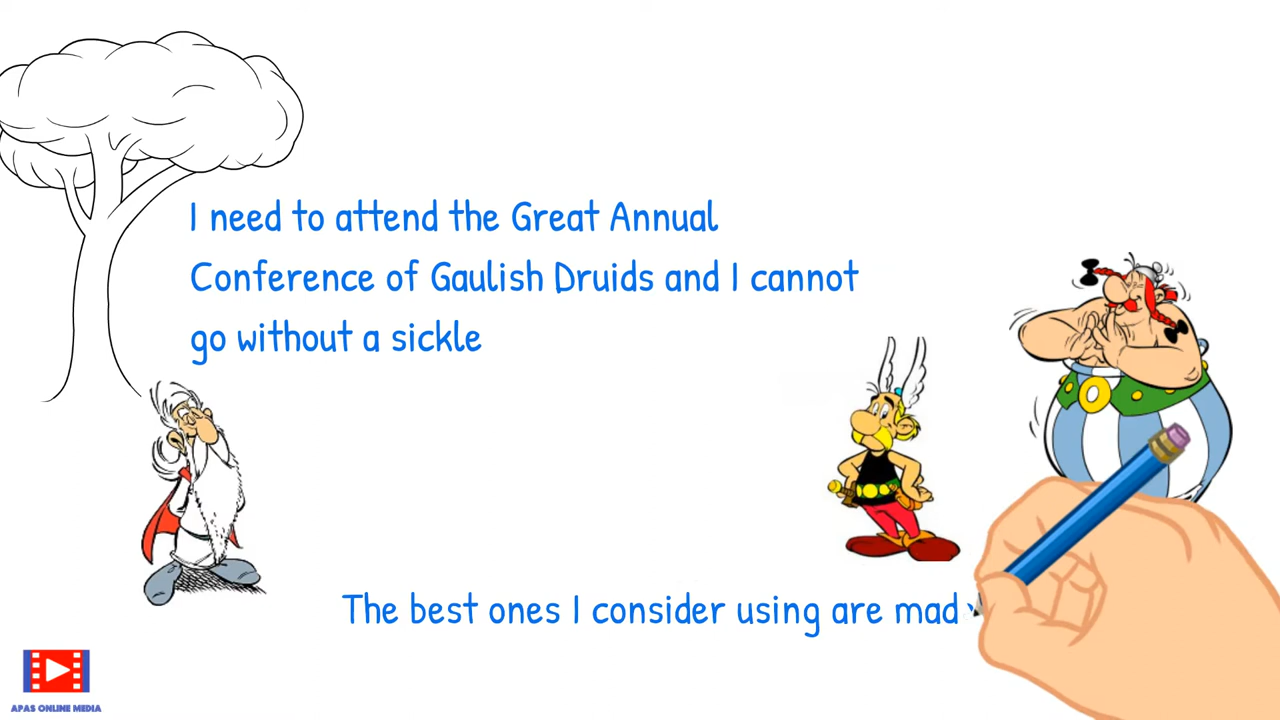 I need to attend the Great Annual
Conference of Gaulish Druids and I cannot
go without a sickle
The best ones I consider using are mad
APAS ONLINE MEDIA